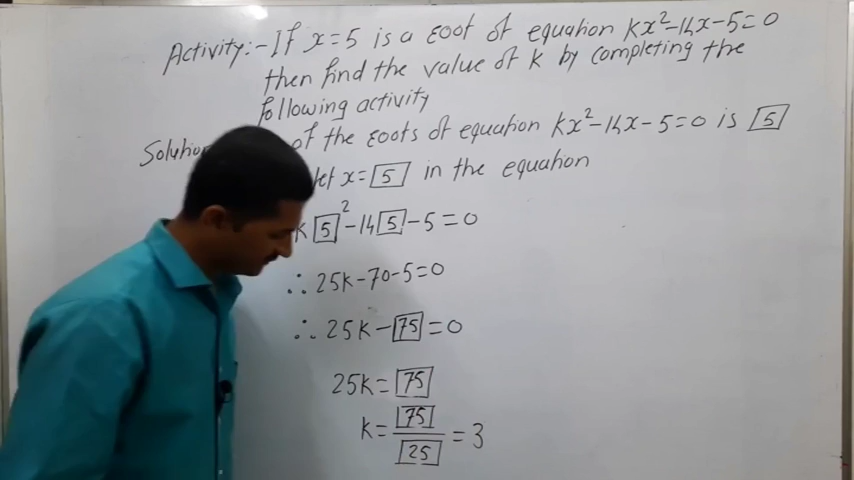 Activity:- If x = 5 is a root of equation kx²-14x-5=0
then find the value of k by completing the
following activity
Solution of the roots of equation kx²-14x-5=0 is 5
let x = 5 in the equation
k 5² - 14 5 - 5 = 0
∴ 25k-70-5=0
∴ 25k - 75 = 0
25k = 75
k = 75/25 = 3